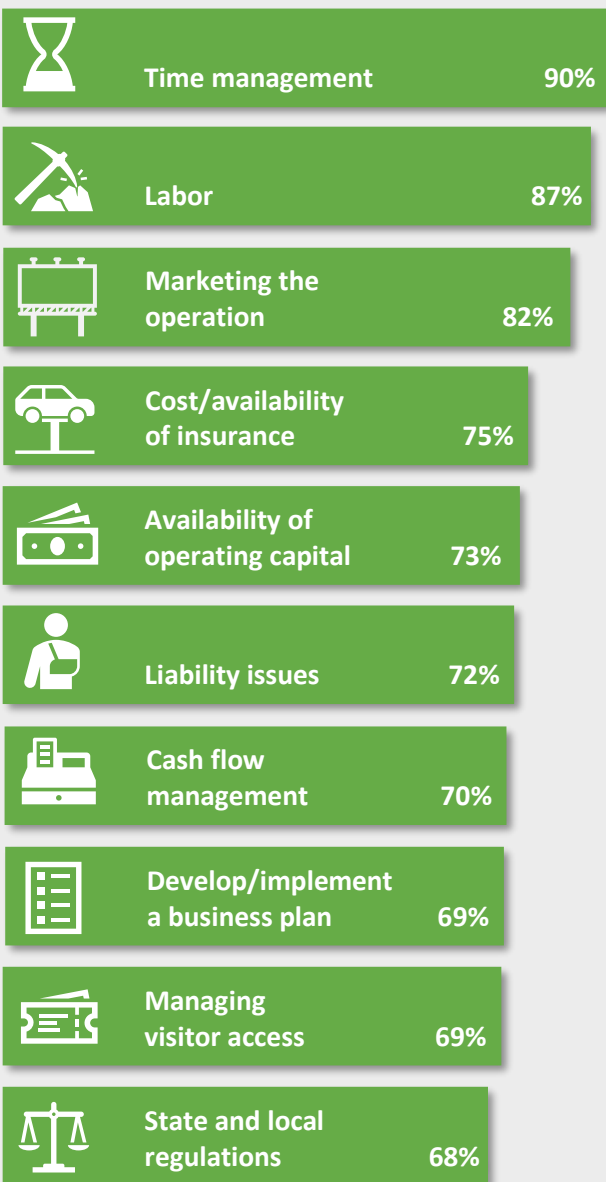 Time management 90%
Labor 87%
Marketing the
operation 82%
Cost/availability
of insurance 75%
Availability of
operating capital 73%
Liability issues 72%
Cash flow
management 70%
Develop/implement
a business plan 69%
Managing
visitor access 69%
State and local
regulations 68%